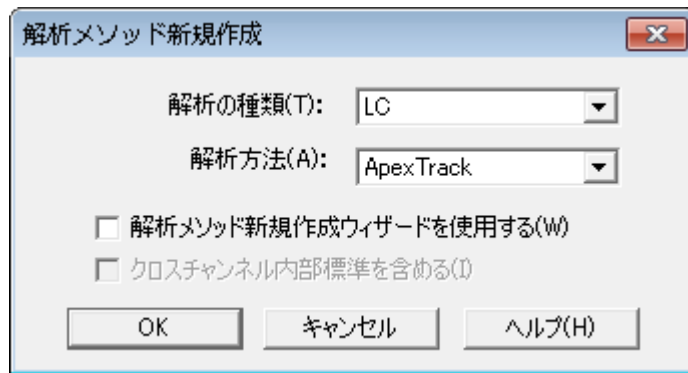 解析メソッド新規作成
解析の種類(T): LC
解析方法(A): ApexTrack
解析メソッド新規作成ウィザードを使用する(W)
クロスチャンネル内部標準を含める(I)
OK キャンセル ヘルプ(H)